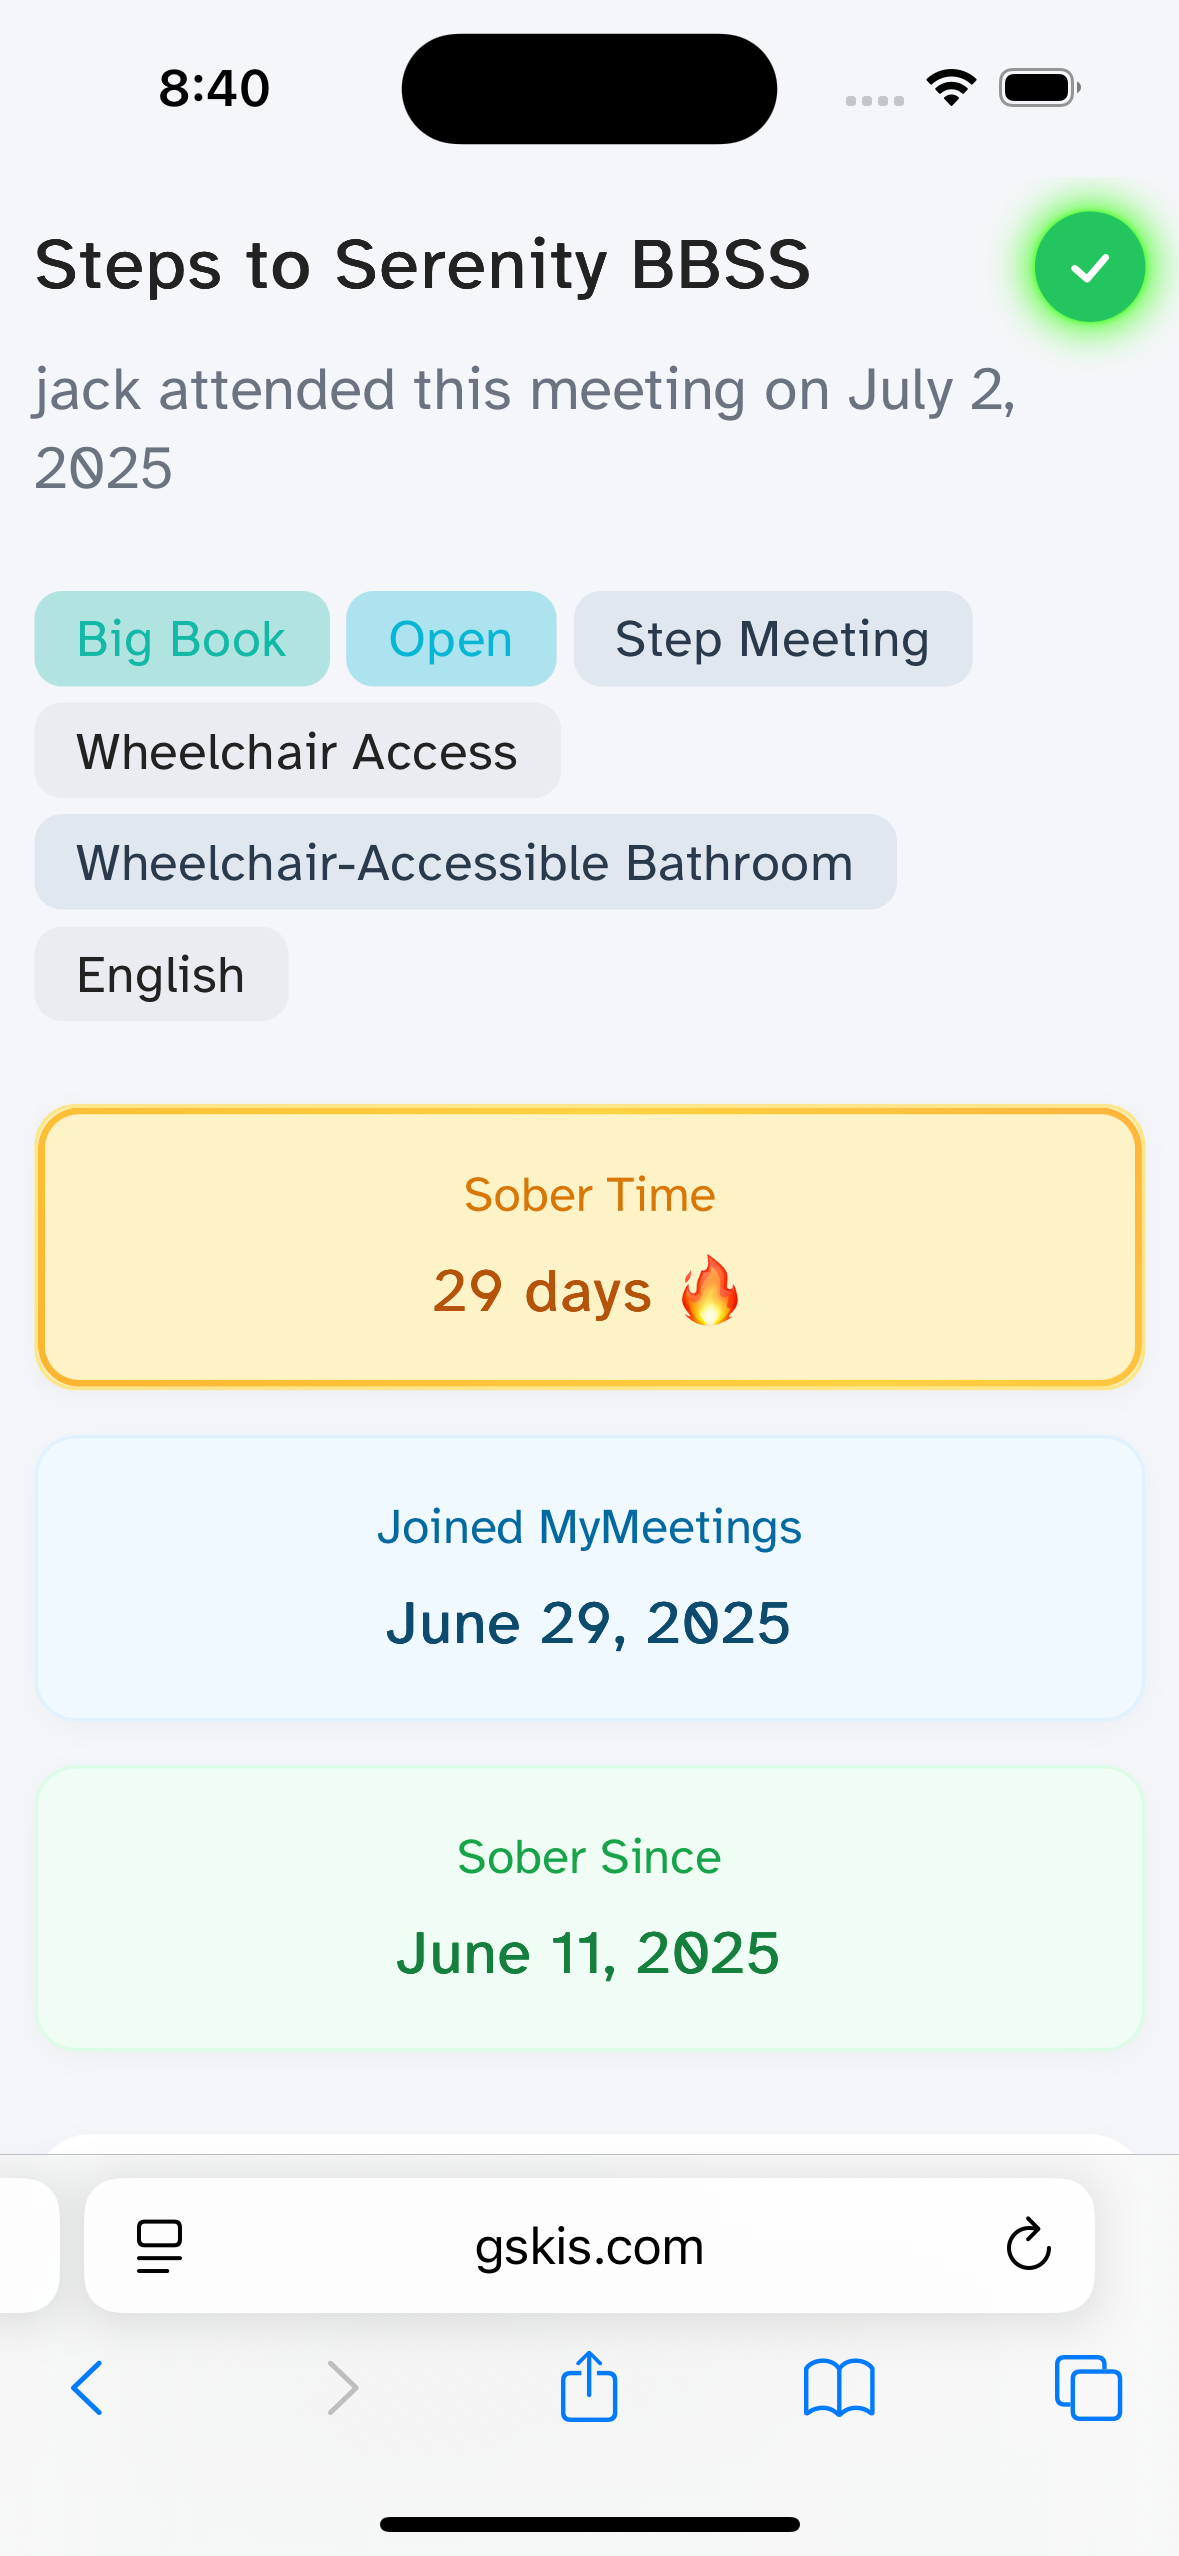 8:40
Steps to Serenity BBSS
jack attended this meeting on July 2,
2025
Big Book Open Step Meeting
Wheelchair Access
Wheelchair-Accessible Bathroom
English
Sober Time
29 days 🔥
Joined MyMeetings
June 29, 2025
Sober Since
June 11, 2025
gskis.com